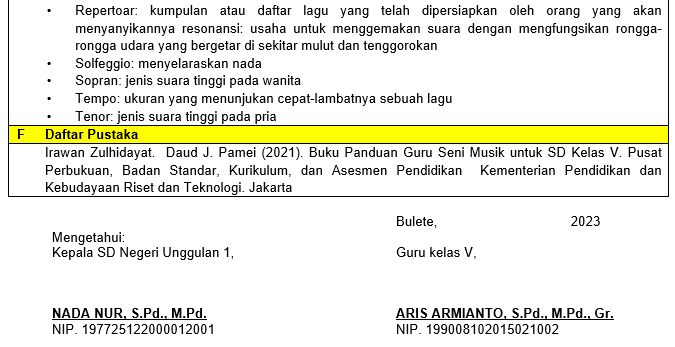 • Repertoar: kumpulan atau daftar lagu yang telah dipersiapkan oleh orang yang akan
menyanyikannya resonansi: usaha untuk menggemakan suara dengan mengfungsikan rongga-
rongga udara yang bergetar di sekitar mulut dan tenggorokan
• Solfeggio: menyelaraskan nada
• Sopran: jenis suara tinggi pada wanita
• Tempo: ukuran yang menunjukan cepat-lambatnya sebuah lagu
• Tenor: jenis suara tinggi pada pria
F Daftar Pustaka
Irawan Zulhidayat. Daud J. Pamei (2021). Buku Panduan Guru Seni Musik untuk SD Kelas V. Pusat
Perbukuan, Badan Standar, Kurikulum, dan Asesmen Pendidikan Kementerian Pendidikan dan
Kebudayaan Riset dan Teknologi. Jakarta
Bulete, 2023
Mengetahui:
Kepala SD Negeri Unggulan 1, Guru kelas V,
NADA NUR, S.Pd., M.Pd. ARIS ARMIANTO, S.Pd., M.Pd., Gr.
NIP. 197725122000012001 NIP. 199008102015021002